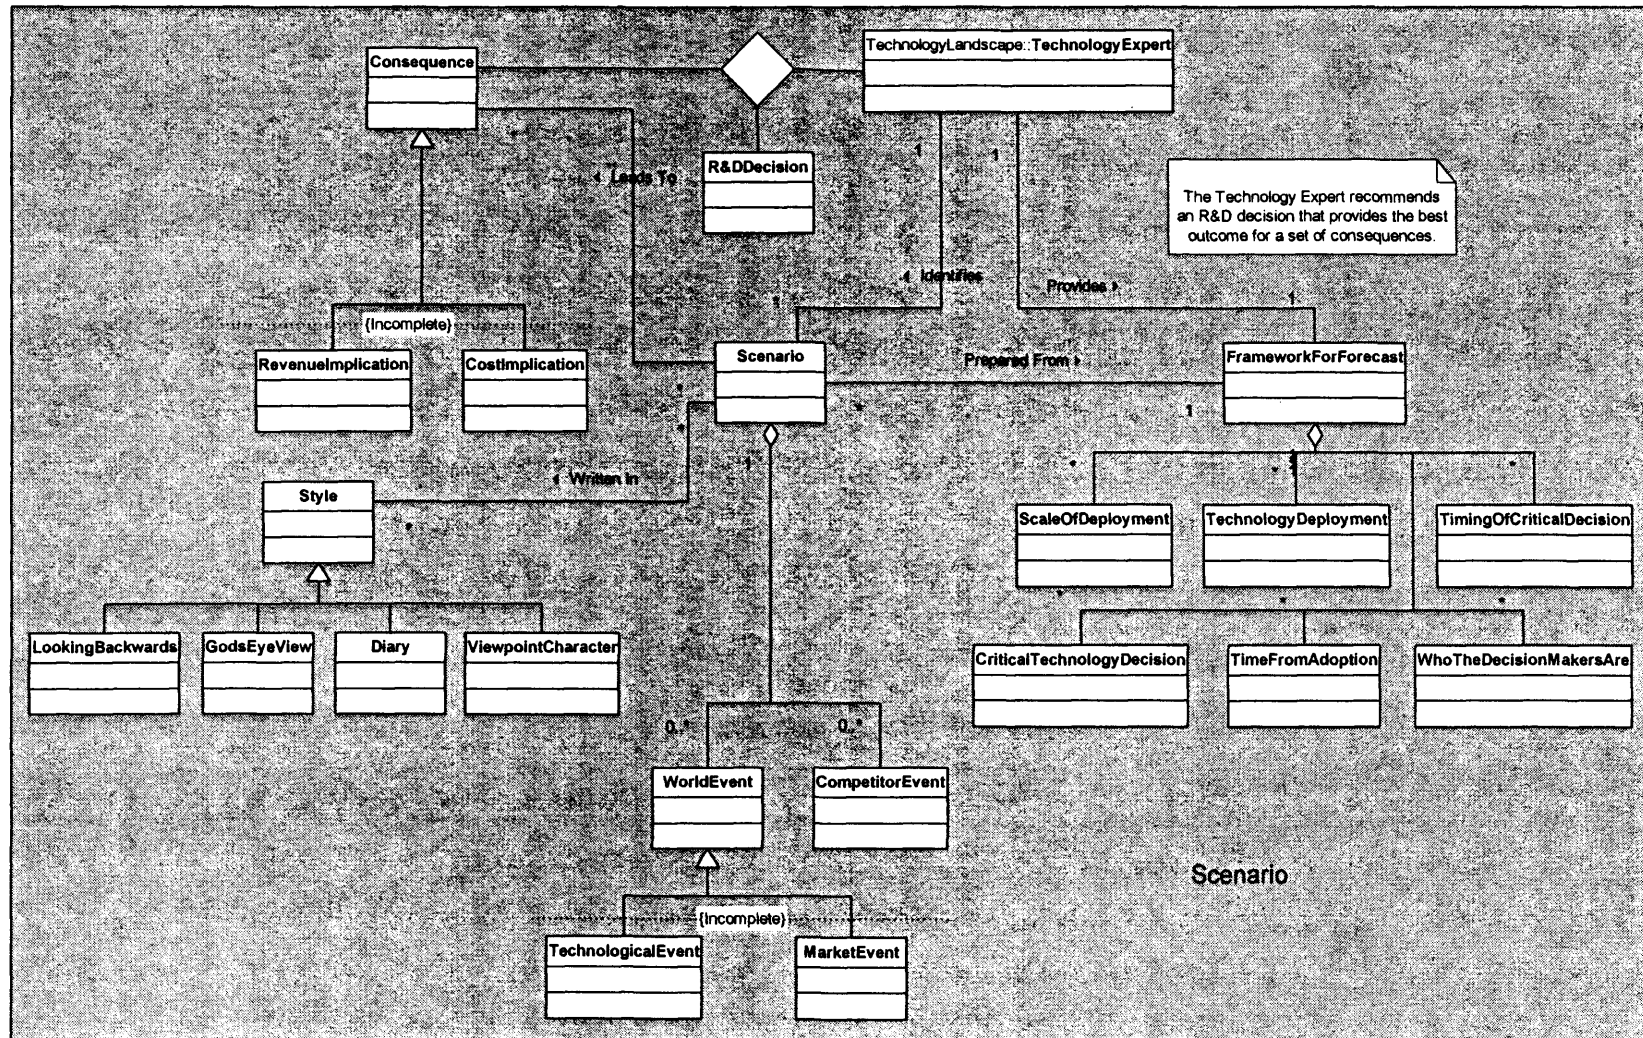 Consequence
TechnologyLandscape::TechnologyExpert
*
1
1
R&DDecision
Leads To
The Technology Expert recommends
an R&D decision that provides the best
outcome for a set of consequences.
Identifies
Provides
1
1
{Incomplete}
RevenueImplication
CostImplication
Scenario
Prepared From
FrameworkForForecast
*
*
*
1
1
Written In
*
*
*
Style
*
ScaleOfDeployment
TechnologyDeployment
TimingOfCriticalDecision
*
*
*
LookingBackwards
GodsEyeView
Diary
ViewpointCharacter
CriticalTechnologyDecision
TimeFromAdoption
WhoTheDecisionMakersAre
0..*
0..*
WorldEvent
CompetitorEvent
Scenario
{Incomplete}
TechnologicalEvent
MarketEvent